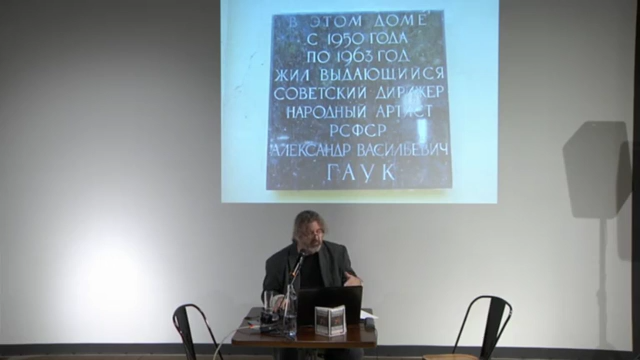 В ЭТОМ ДОМЕ
С 1950 ГОДА
ПО 1963 ГОД
ЖИЛ ВЫДАЮЩИЙСЯ
СОВЕТСКИЙ ДИРИЖЕР
НАРОДНЫЙ АРТИСТ
РСФСР
АЛЕКСАНДР ВАСИЛЬЕВИЧ
ГАУК